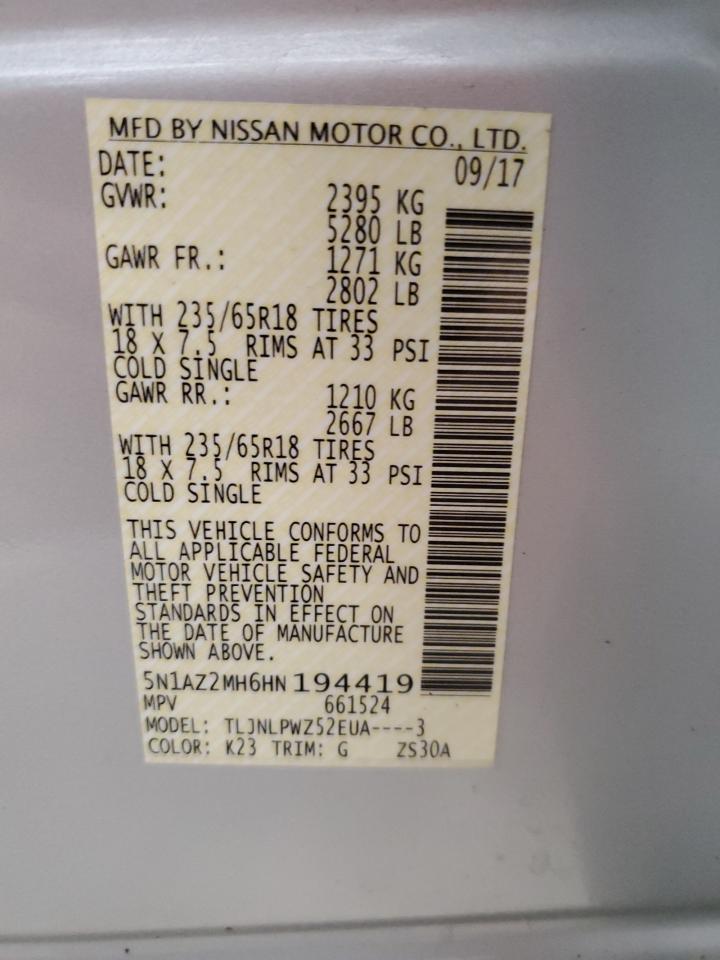 MFD BY NISSAN MOTOR CO., LTD.
DATE: 09/17
GVWR: 2395 KG
5280 LB
GAWR FR.: 1271 KG
2802 LB
WITH 235/65R18 TIRES
18 X 7.5 RIMS AT 33 PSI
COLD SINGLE
GAWR RR.: 1210 KG
2667 LB
WITH 235/65R18 TIRES
18 X 7.5 RIMS AT 33 PSI
COLD SINGLE
THIS VEHICLE CONFORMS TO
ALL APPLICABLE FEDERAL
MOTOR VEHICLE SAFETY AND
THEFT PREVENTION
STANDARDS IN EFFECT ON
THE DATE OF MANUFACTURE
SHOWN ABOVE.
5N1AZ2MH6HN194419
MPV 661524
MODEL: TLJNLPWZ52EUA----3
COLOR: K23 TRIM: G ZS30A